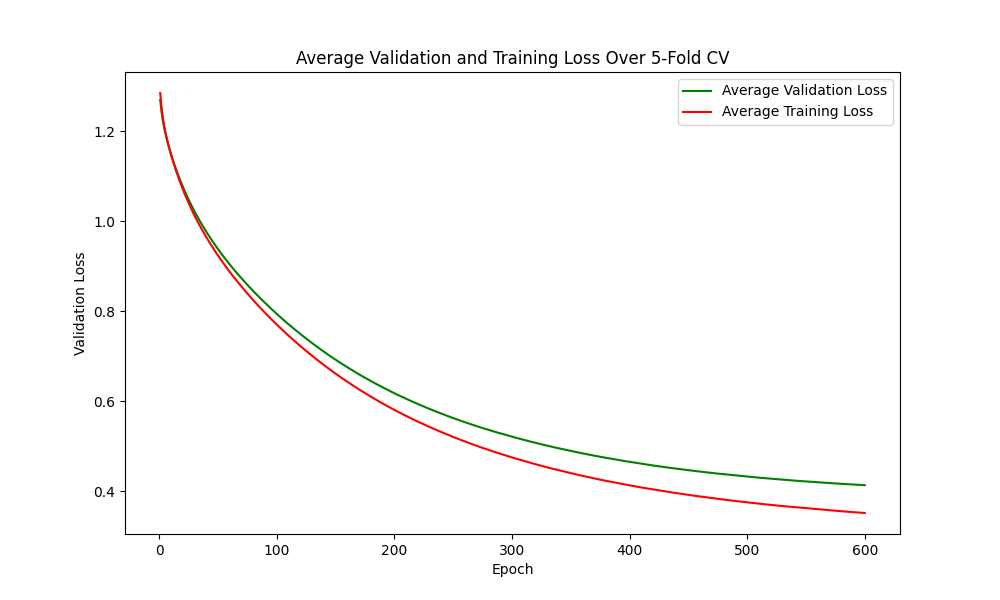 Average Validation and Training Loss Over 5-Fold CV
Average Validation Loss
Average Training Loss
Validation Loss
1.2
1.0
0.8
0.6
0.4
0 100 200 300 400 500 600
Epoch